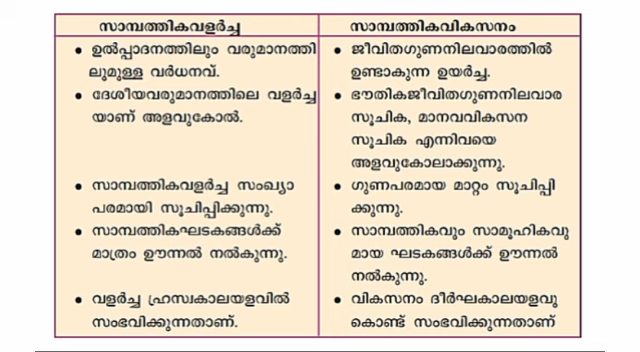 സാമ്പത്തികവളർച്ച
ഉൽപ്പാദനത്തിലും വരുമാനത്തി
ലുമുള്ള വർധനവ്.
ദേശീയവരുമാനത്തിലെ വളർച്ച
യാണ് അളവുകോൽ.
സാമ്പത്തികവളർച്ച സംഖ്യാ
പരമായി സൂചിപ്പിക്കുന്നു.
സാമ്പത്തികഘടകങ്ങൾക്ക്
മാത്രം ഊന്നൽ നൽകുന്നു.
വളർച്ച ഹ്രസ്വകാലയളവിൽ
സംഭവിക്കുന്നതാണ്.
സാമ്പത്തികവികസനം
ജീവിതഗുണനിലവാരത്തിൽ
ഉണ്ടാകുന്ന ഉയർച്ച.
ഭൗതികജീവിതഗുണനിലവാര
സൂചിക, മാനവവികസന
സൂചിക എന്നിവയെ
അളവുകോലാക്കുന്നു.
ഗുണപരമായ മാറ്റം സൂചിപ്പി
ക്കുന്നു.
സാമ്പത്തികവും സാമൂഹികവു
മായ ഘടകങ്ങൾക്ക് ഊന്നൽ
നൽകുന്നു.
വികസനം ദീർഘകാലയളവു
കൊണ്ട് സംഭവിക്കുന്നതാണ്